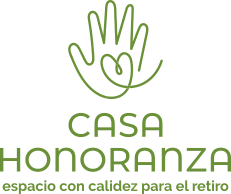 CASA
HONORANZA
espacio con calidez para el retiro